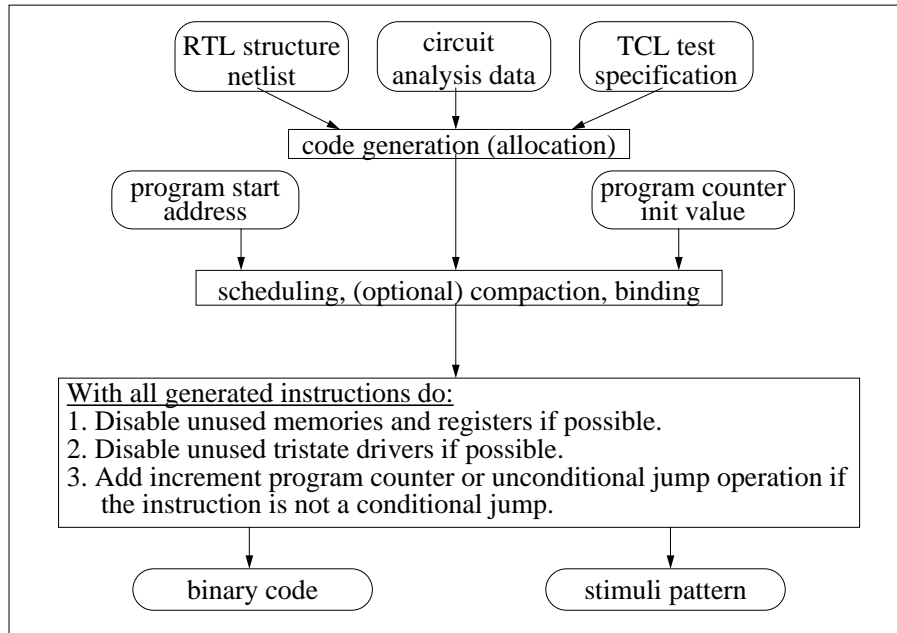 RTL structure
netlist
circuit
analysis data
TCL test
specification
code generation (allocation)
program start
address
program counter
init value
scheduling, (optional) compaction, binding
With all generated instructions do:
1. Disable unused memories and registers if possible.
2. Disable unused tristate drivers if possible.
3. Add increment program counter or unconditional jump operation if
the instruction is not a conditional jump.
binary code
stimuli pattern